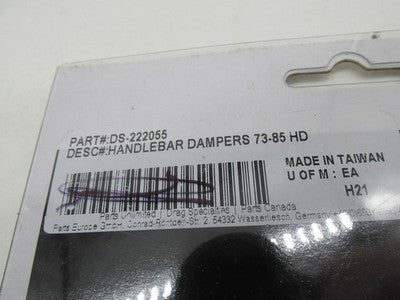 PART#:DS-222055
DESC#:HANDLEBAR DAMPERS 73-85 HD
MADE IN TAIWAN
U OF M : EA
H21
Parts Unlimited | Drag Specialties | Parts Canada
Parts Europe GmbH, Conrad-Röntgen-Str. 2, 54332 Wasserliesch, Germany